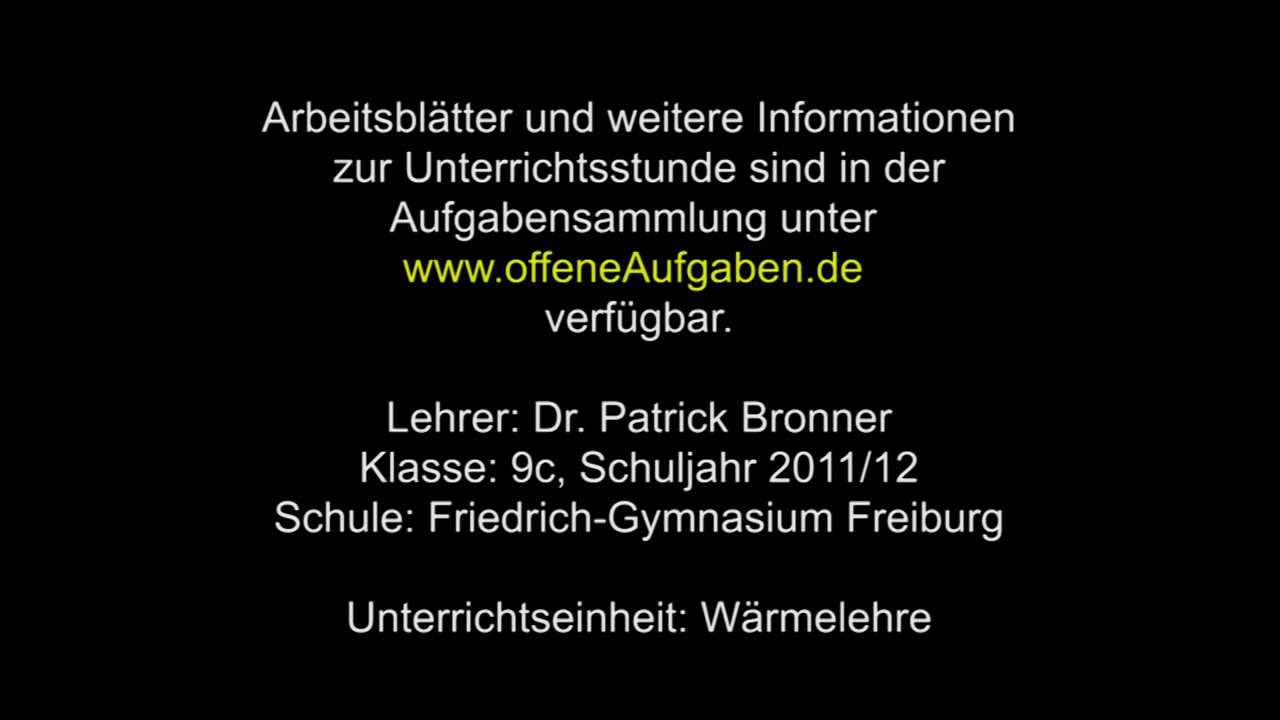 Arbeitsblätter und weitere Informationen
zur Unterrichtsstunde sind in der
Aufgabensammlung unter
www.offeneAufgaben.de
verfügbar.
Lehrer: Dr. Patrick Bronner
Klasse: 9c, Schuljahr 2011/12
Schule: Friedrich-Gymnasium Freiburg
Unterrichtseinheit: Wärmelehre